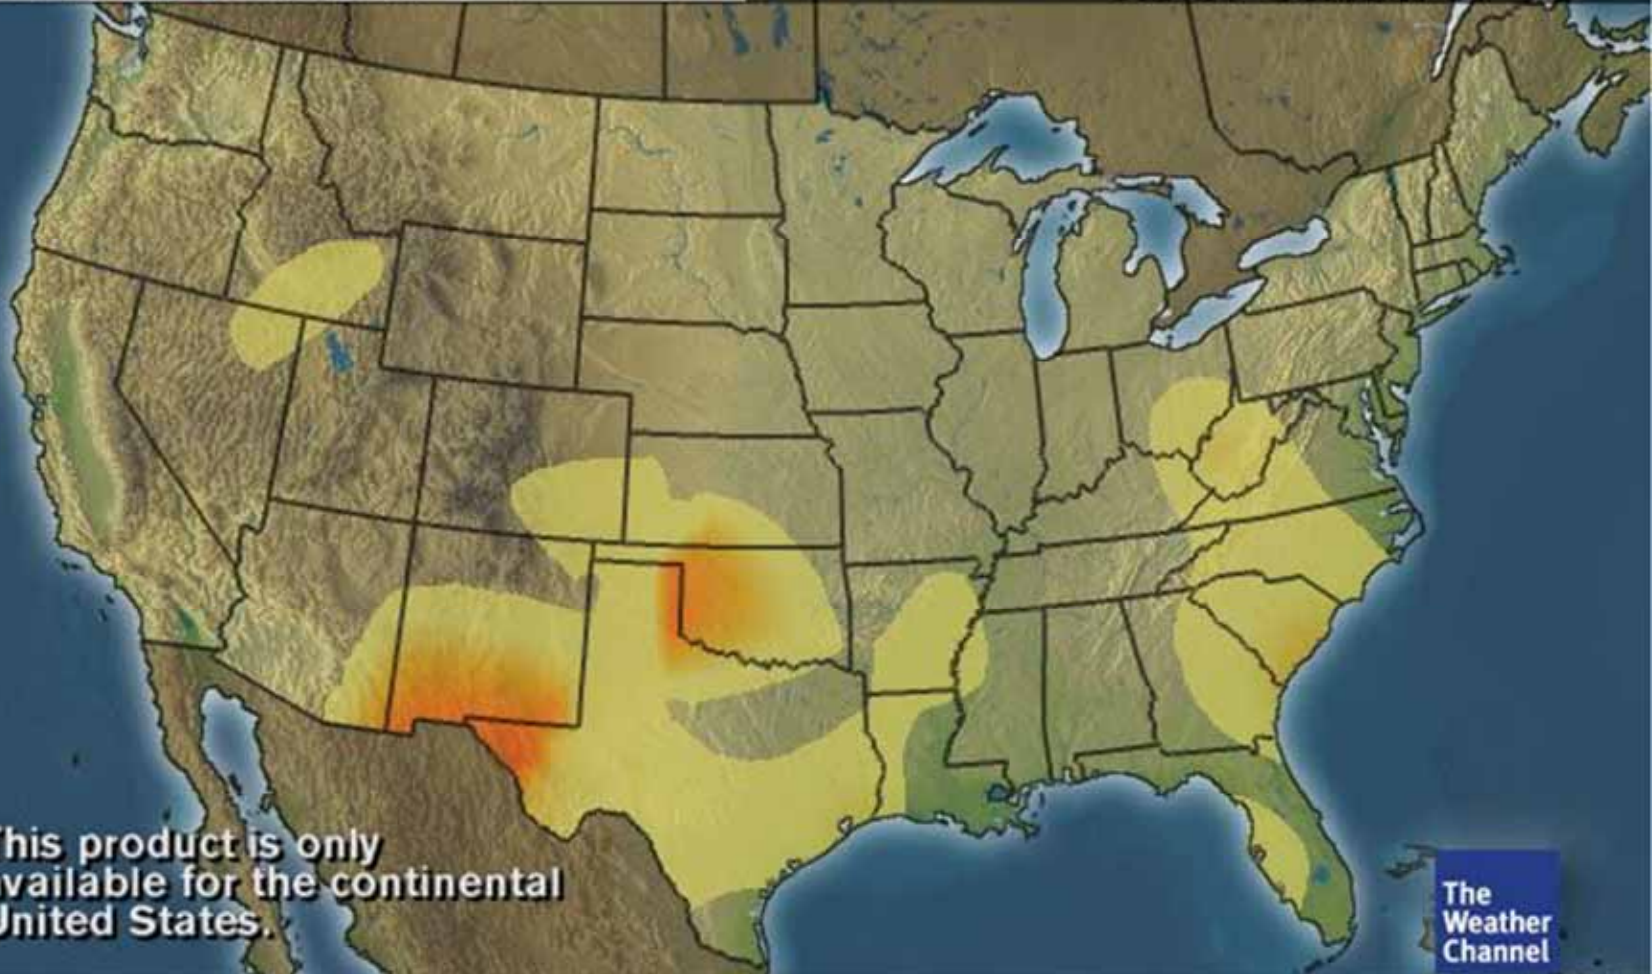 his product is only
vailable for the continental
United States.
The
Weather
Channel